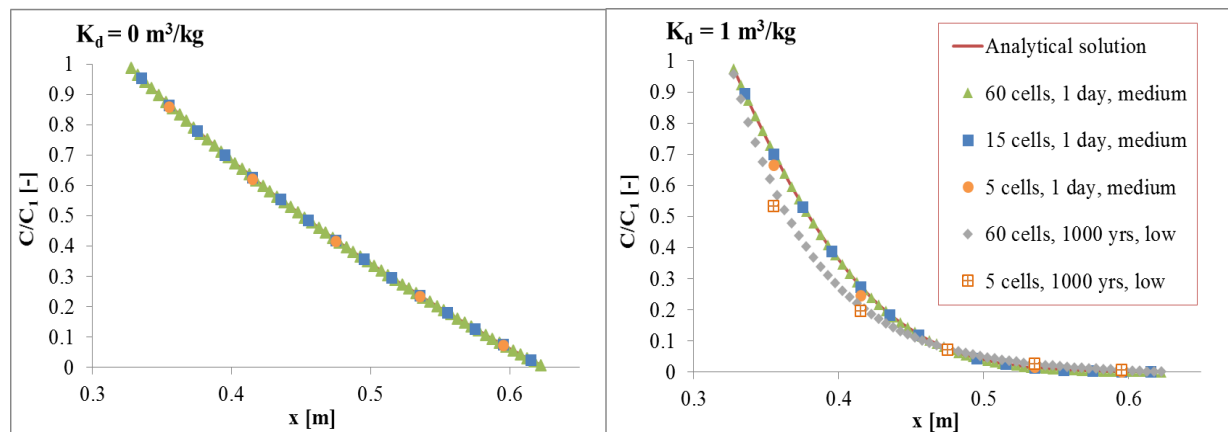 K_d = 0 m³/kg
1
0.9
0.8
0.7
0.6
0.5
0.4
0.3
0.2
0.1
0
C/C₁ [-]
0.3 0.4 0.5 0.6
x [m]
K_d = 1 m³/kg
1
0.9
0.8
0.7
0.6
0.5
0.4
0.3
0.2
0.1
0
C/C₁ [-]
0.3 0.4 0.5 0.6
x [m]
Analytical solution
60 cells, 1 day, medium
15 cells, 1 day, medium
5 cells, 1 day, medium
60 cells, 1000 yrs, low
5 cells, 1000 yrs, low